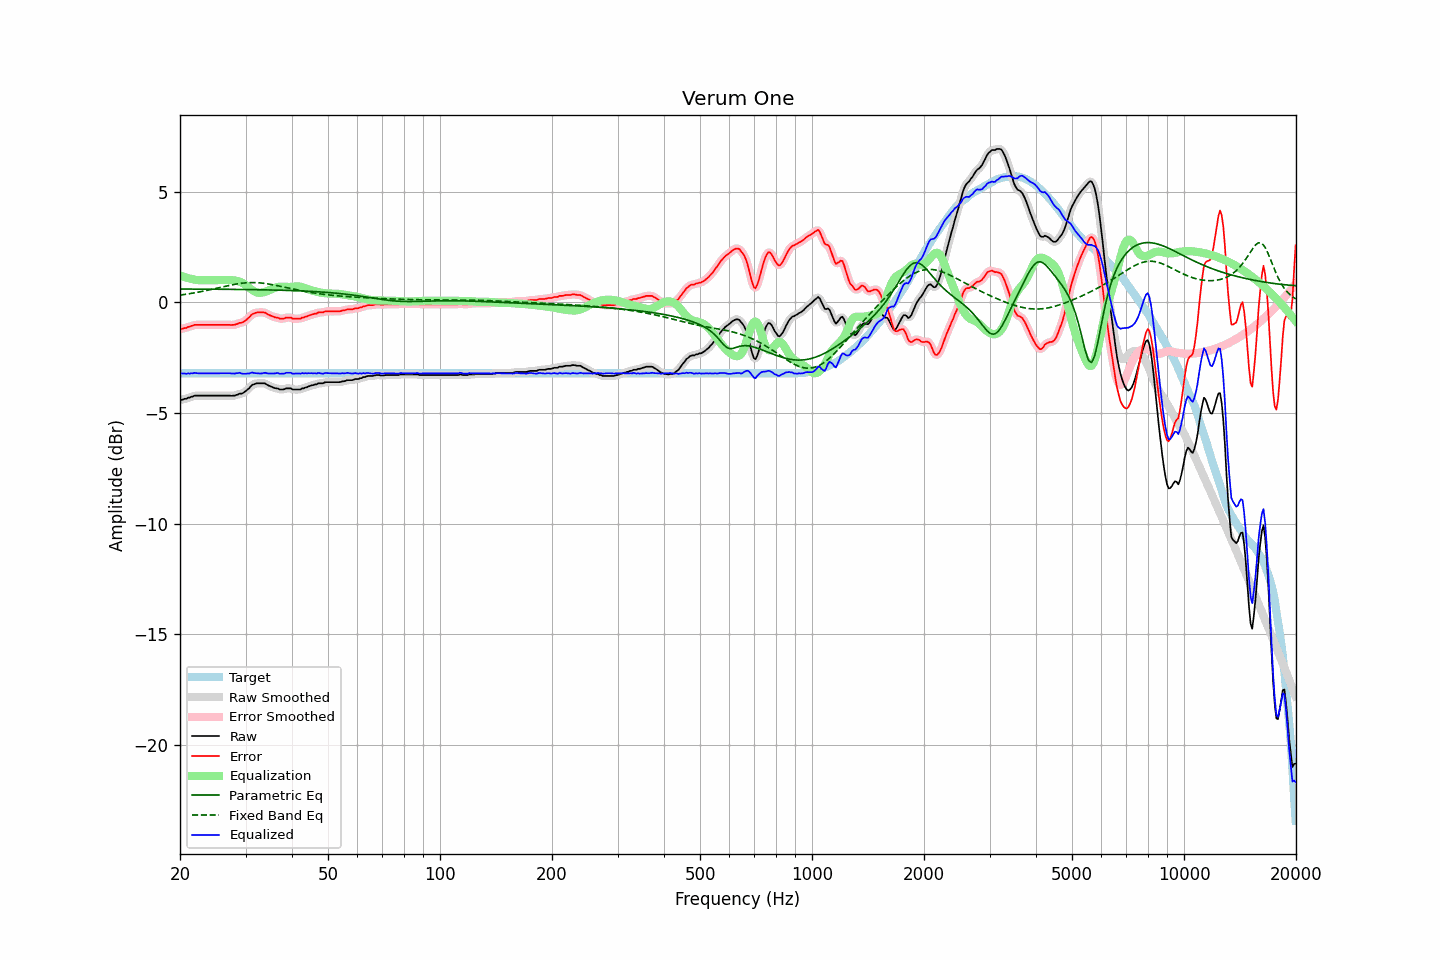 Verum One
Amplitude (dBr)
5
0
−5
−10
−15
−20
Target
Raw Smoothed
Error Smoothed
Raw
Error
Equalization
Parametric Eq
Fixed Band Eq
Equalized
20 50 100 200 500 1000 2000 5000 10000 20000
Frequency (Hz)